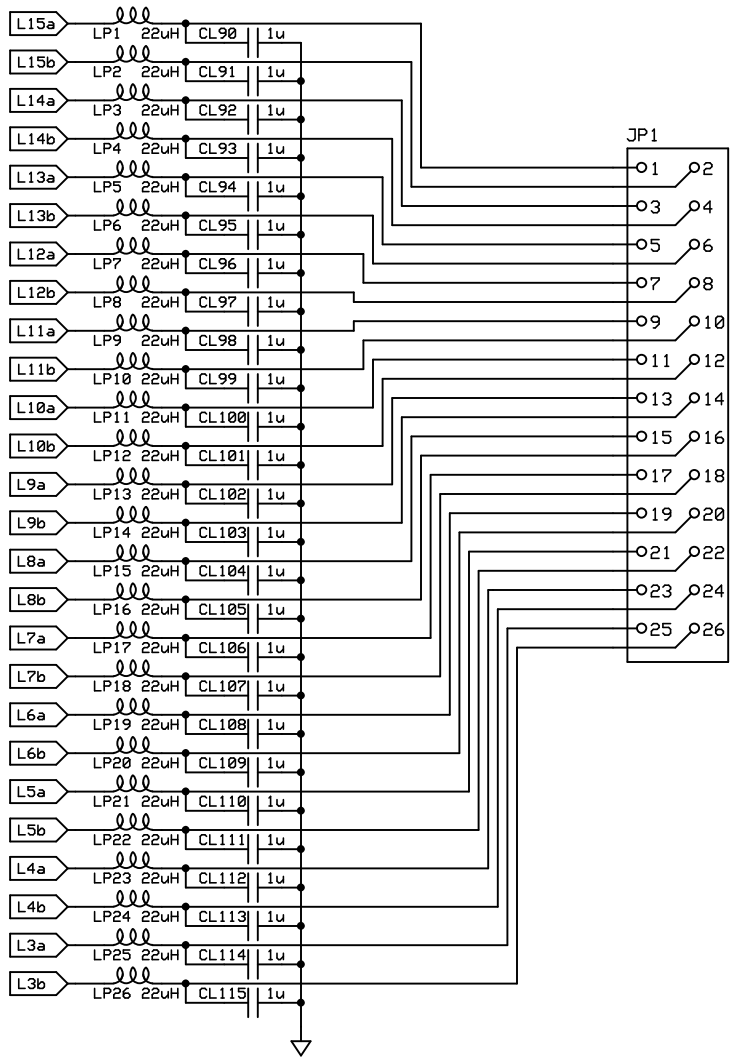 L15a LP1 22uH CL90 1u
L15b LP2 22uH CL91 1u
L14a LP3 22uH CL92 1u
L14b LP4 22uH CL93 1u
L13a LP5 22uH CL94 1u
L13b LP6 22uH CL95 1u
L12a LP7 22uH CL96 1u
L12b LP8 22uH CL97 1u
L11a LP9 22uH CL98 1u
L11b LP10 22uH CL99 1u
L10a LP11 22uH CL100 1u
L10b LP12 22uH CL101 1u
L9a LP13 22uH CL102 1u
L9b LP14 22uH CL103 1u
L8a LP15 22uH CL104 1u
L8b LP16 22uH CL105 1u
L7a LP17 22uH CL106 1u
L7b LP18 22uH CL107 1u
L6a LP19 22uH CL108 1u
L6b LP20 22uH CL109 1u
L5a LP21 22uH CL110 1u
L5b LP22 22uH CL111 1u
L4a LP23 22uH CL112 1u
L4b LP24 22uH CL113 1u
L3a LP25 22uH CL114 1u
L3b LP26 22uH CL115 1u
JP1
1 2
3 4
5 6
7 8
9 10
11 12
13 14
15 16
17 18
19 20
21 22
23 24
25 26